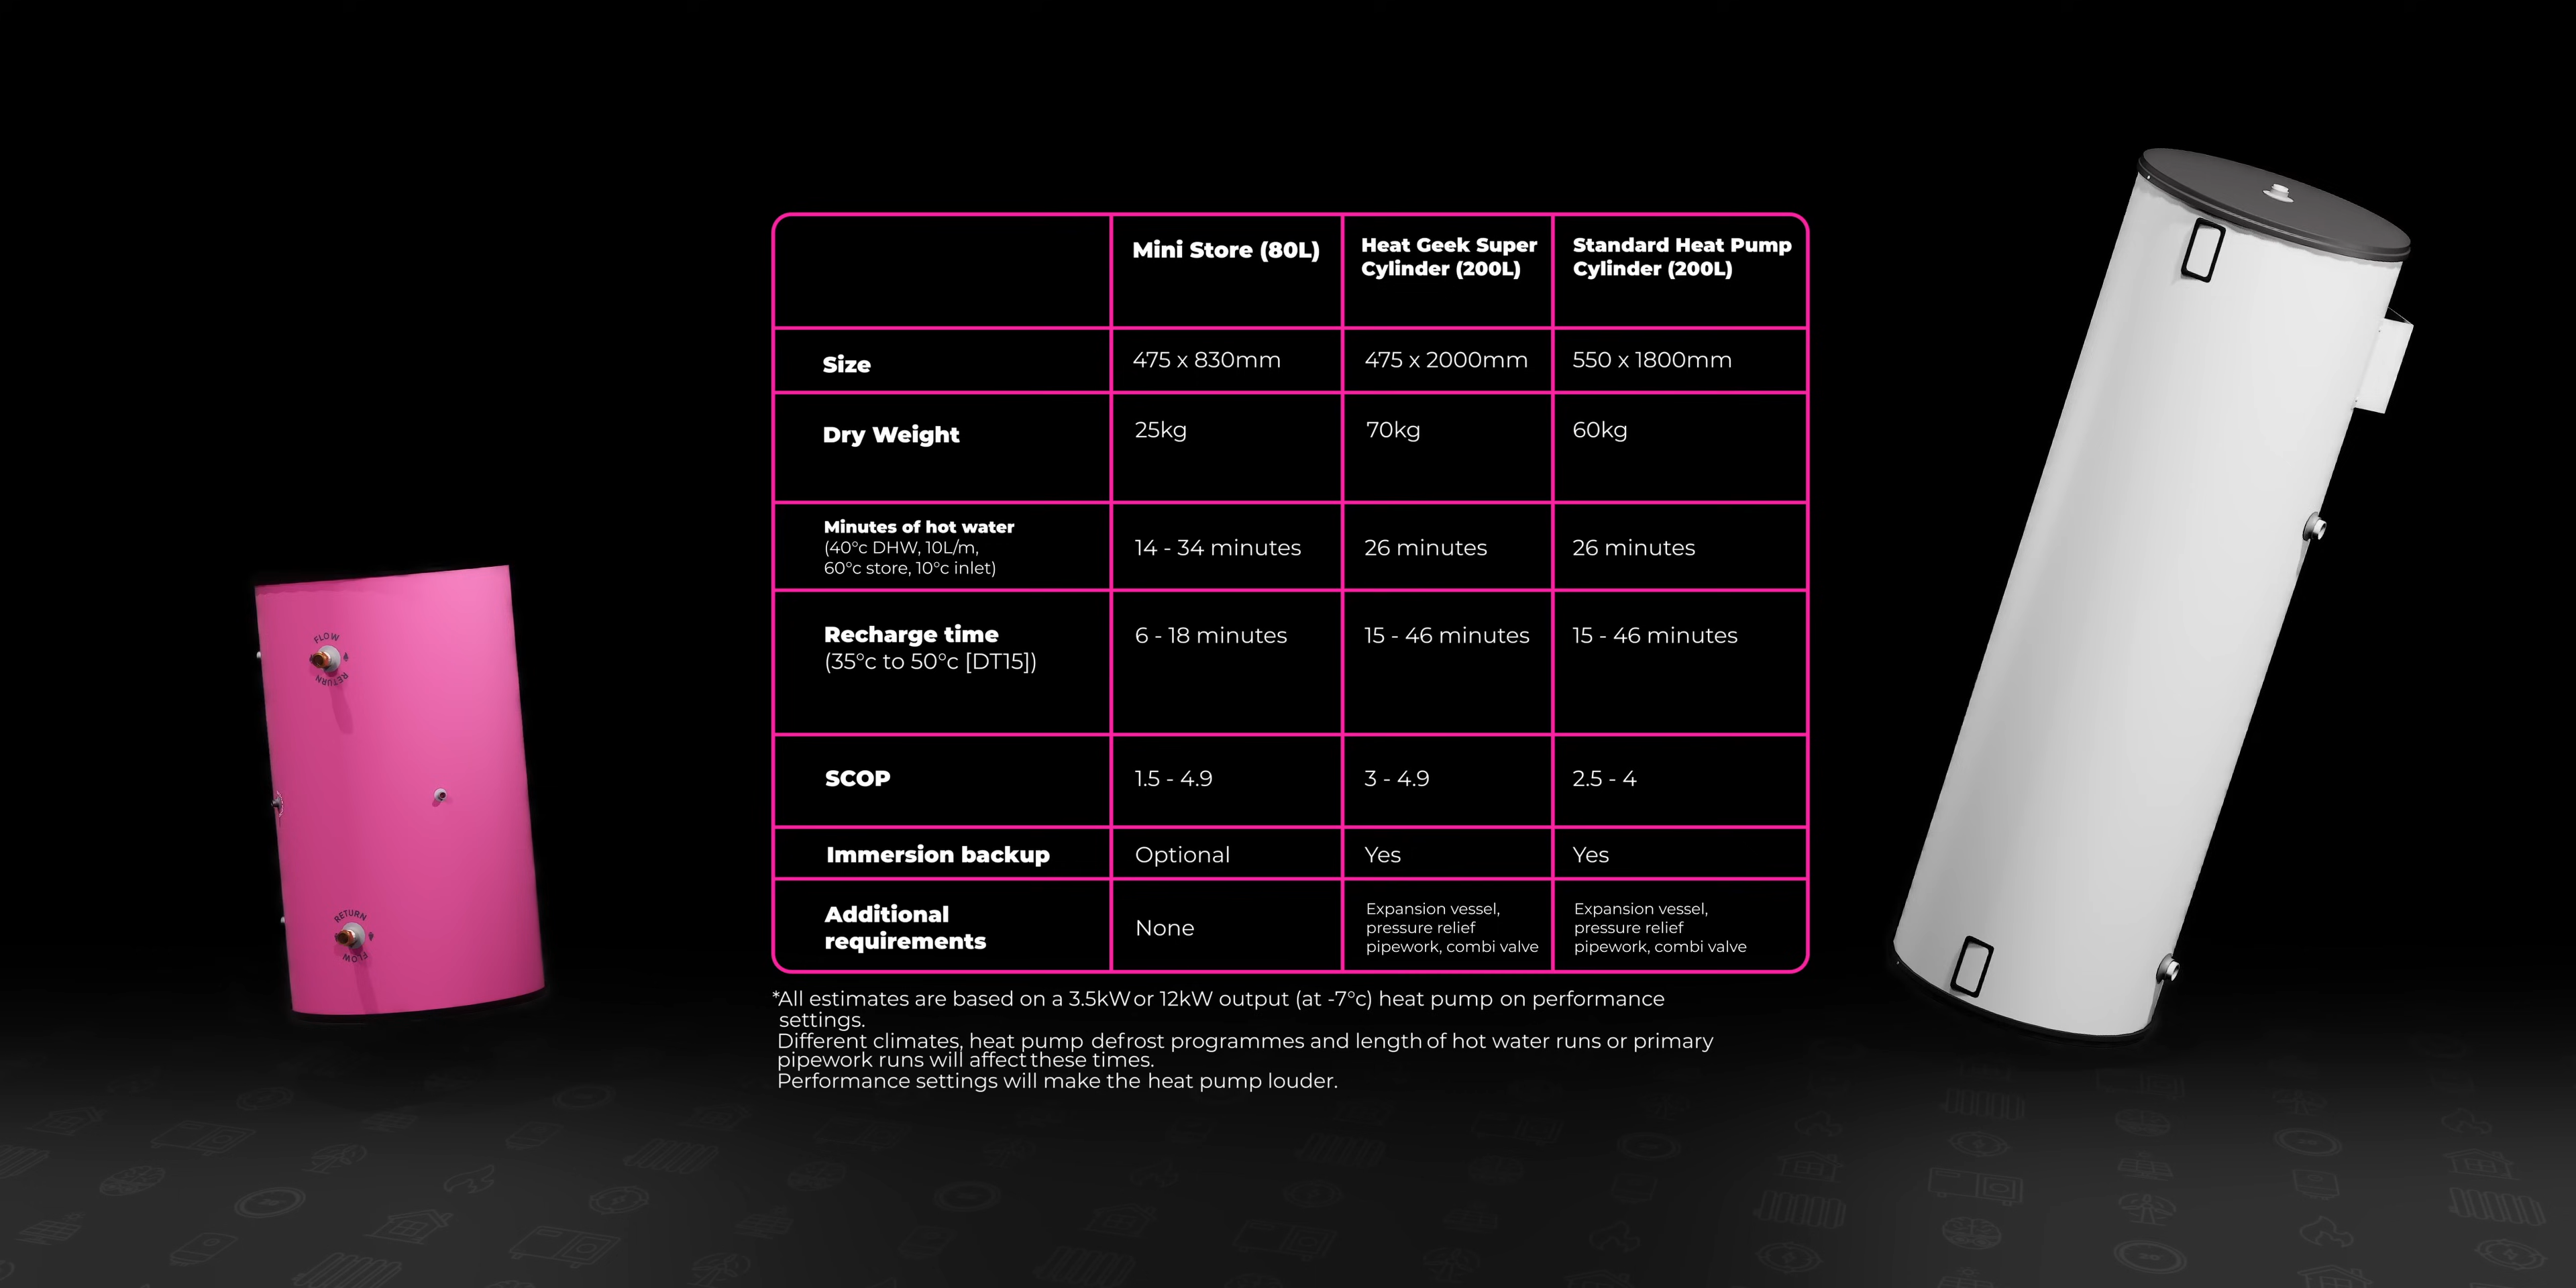 Mini Store (80L)
Heat Geek Super
Cylinder (200L)
Standard Heat Pump
Cylinder (200L)
Size
475 x 830mm
475 x 2000mm
550 x 1800mm
Dry Weight
25kg
70kg
60kg
Minutes of hot water
(40°c DHW, 10L/m,
60°c store, 10°c inlet)
14 - 34 minutes
26 minutes
26 minutes
Recharge time
(35°c to 50°c [DT15])
6 - 18 minutes
15 - 46 minutes
15 - 46 minutes
SCOP
1.5 - 4.9
3 - 4.9
2.5 - 4
Immersion backup
Optional
Yes
Yes
Additional
requirements
None
Expansion vessel,
pressure relief
pipework, combi valve
Expansion vessel,
pressure relief
pipework, combi valve
*All estimates are based on a 3.5kW or 12kW output (at -7°c) heat pump on performance
settings.
Different climates, heat pump defrost programmes and length of hot water runs or primary
pipework runs will affect these times.
Performance settings will make the heat pump louder.
FLOW
RETURN
RETURN
FLOW